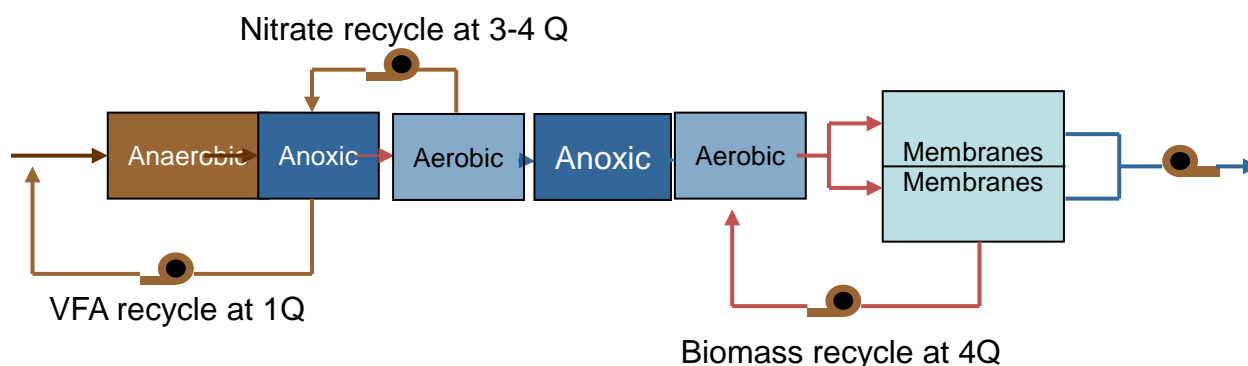 Nitrate recycle at 3-4 Q
Anaerobic
Anoxic
Aerobic
Anoxic
Aerobic
Membranes
Membranes
VFA recycle at 1Q
Biomass recycle at 4Q